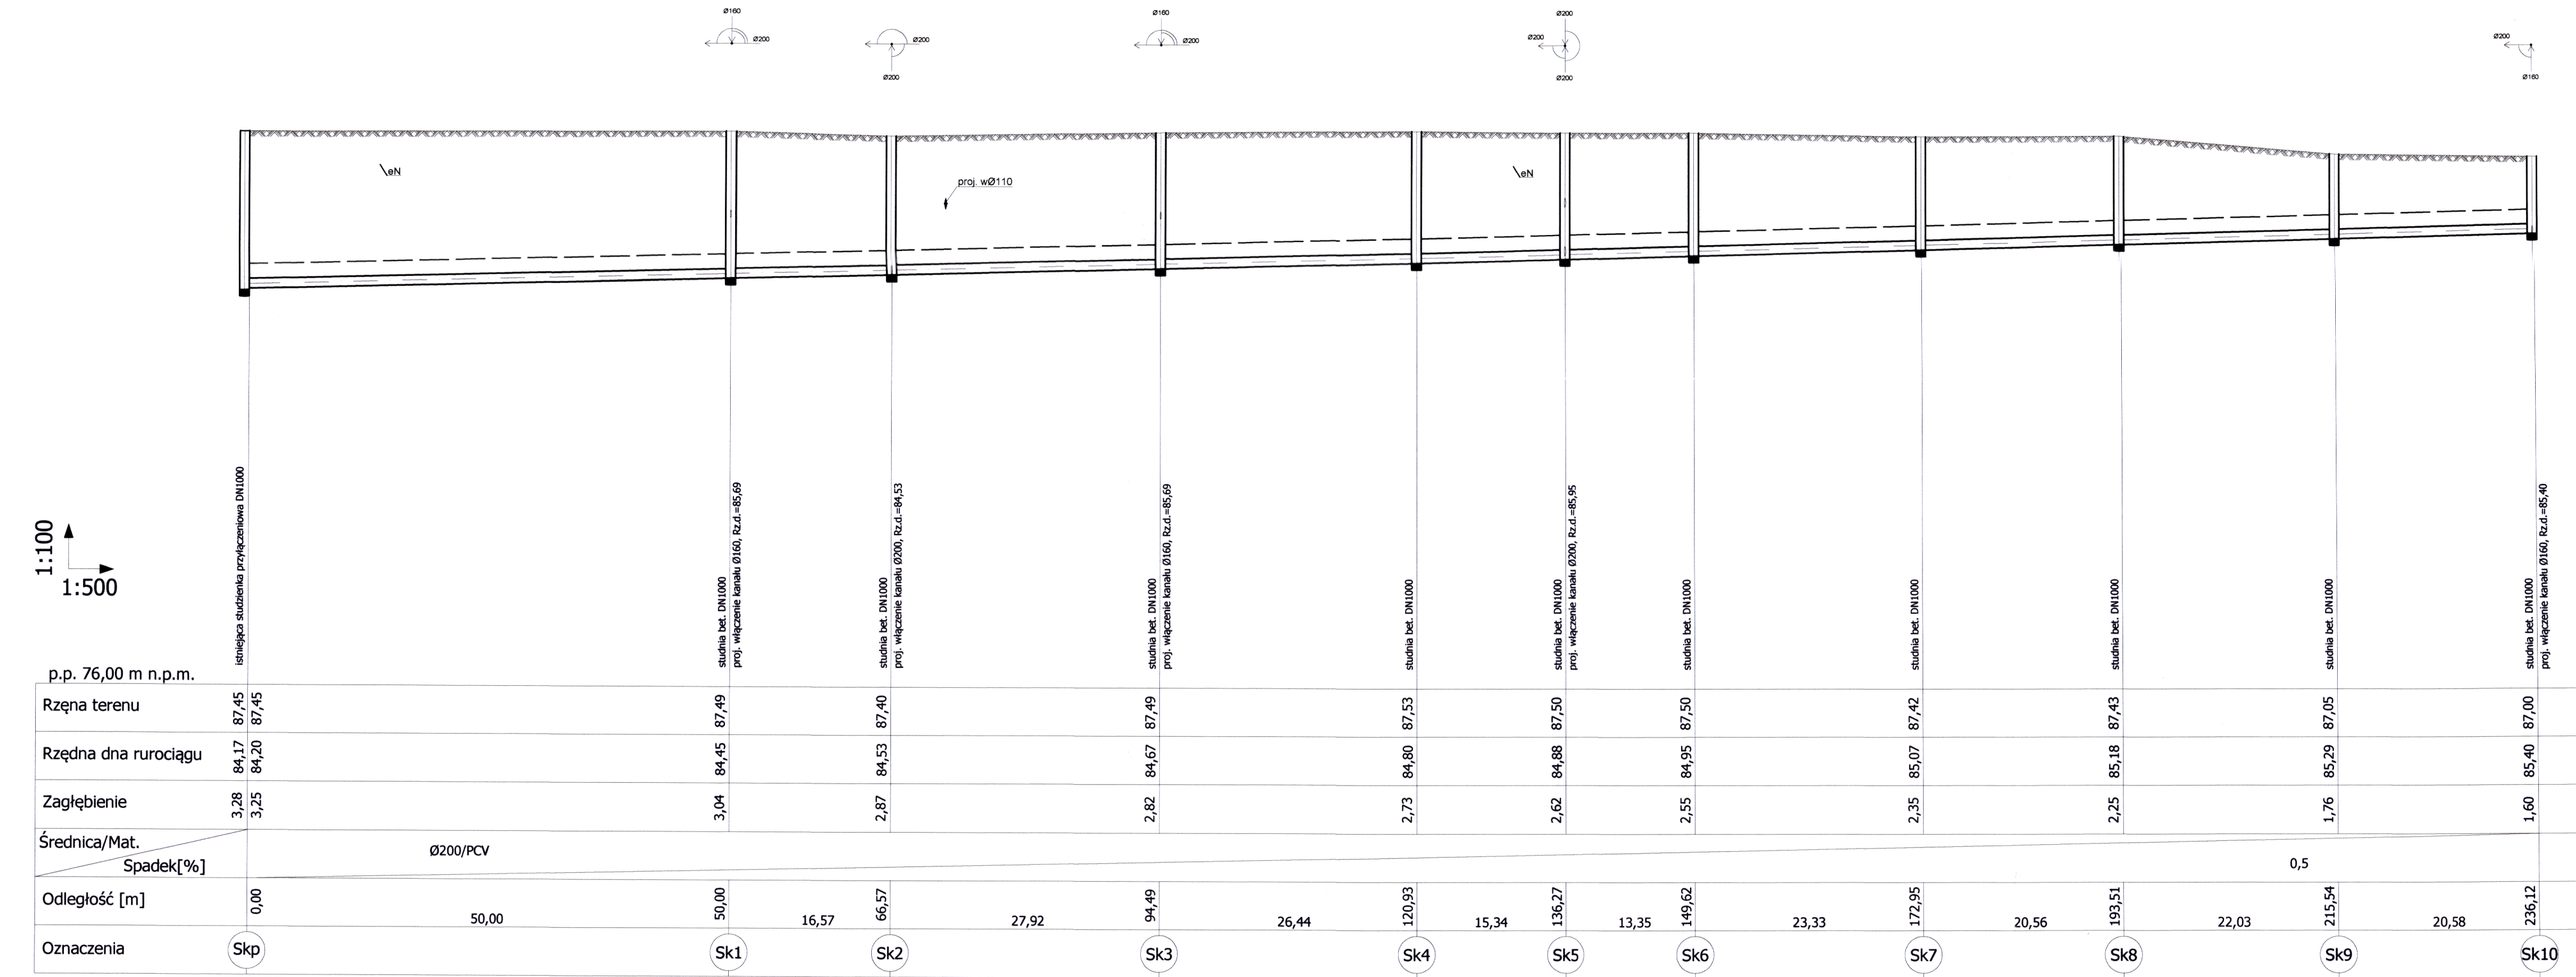 Ø160
Ø200
Ø200
Ø200
Ø160
Ø200
Ø200
Ø200
Ø200
Ø200
Ø160
eN
proj. wØ110
eN
1:100
1:500
istniejąca studzienka przyłączeniowa DN1000
studnia bet. DN1000
proj. włączenie kanału Ø160, Rz.d.=85,69
studnia bet. DN1000
proj. włączenie kanału Ø200, Rz.d.=84,53
studnia bet. DN1000
proj. włączenie kanału Ø160, Rz.d.=85,69
studnia bet. DN1000
studnia bet. DN1000
proj. włączenie kanału Ø200, Rz.d.=85,95
studnia bet. DN1000
studnia bet. DN1000
studnia bet. DN1000
studnia bet. DN1000
studnia bet. DN1000
proj. włączenie kanału Ø160, Rz.d.=85,40
p.p. 76,00 m n.p.m.
Rzęna terenu 87,45 87,45 87,49 87,40 87,49 87,53 87,50 87,50 87,42 87,43 87,05 87,00
Rzędna dna rurociągu 84,17 84,20 84,45 84,53 84,67 84,80 84,88 84,95 85,07 85,18 85,29 85,40
Zagłębienie 3,28 3,25 3,04 2,87 2,82 2,73 2,62 2,55 2,35 2,25 1,76 1,60
Średnica/Mat. Ø200/PCV
Spadek[%] 0,5
Odległość [m] 0,00 50,00 66,57 94,49 120,93 136,27 149,62 172,95 193,51 215,54 236,12
50,00 16,57 27,92 26,44 15,34 13,35 23,33 20,56 22,03 20,58
Oznaczenia Skp Sk1 Sk2 Sk3 Sk4 Sk5 Sk6 Sk7 Sk8 Sk9 Sk10